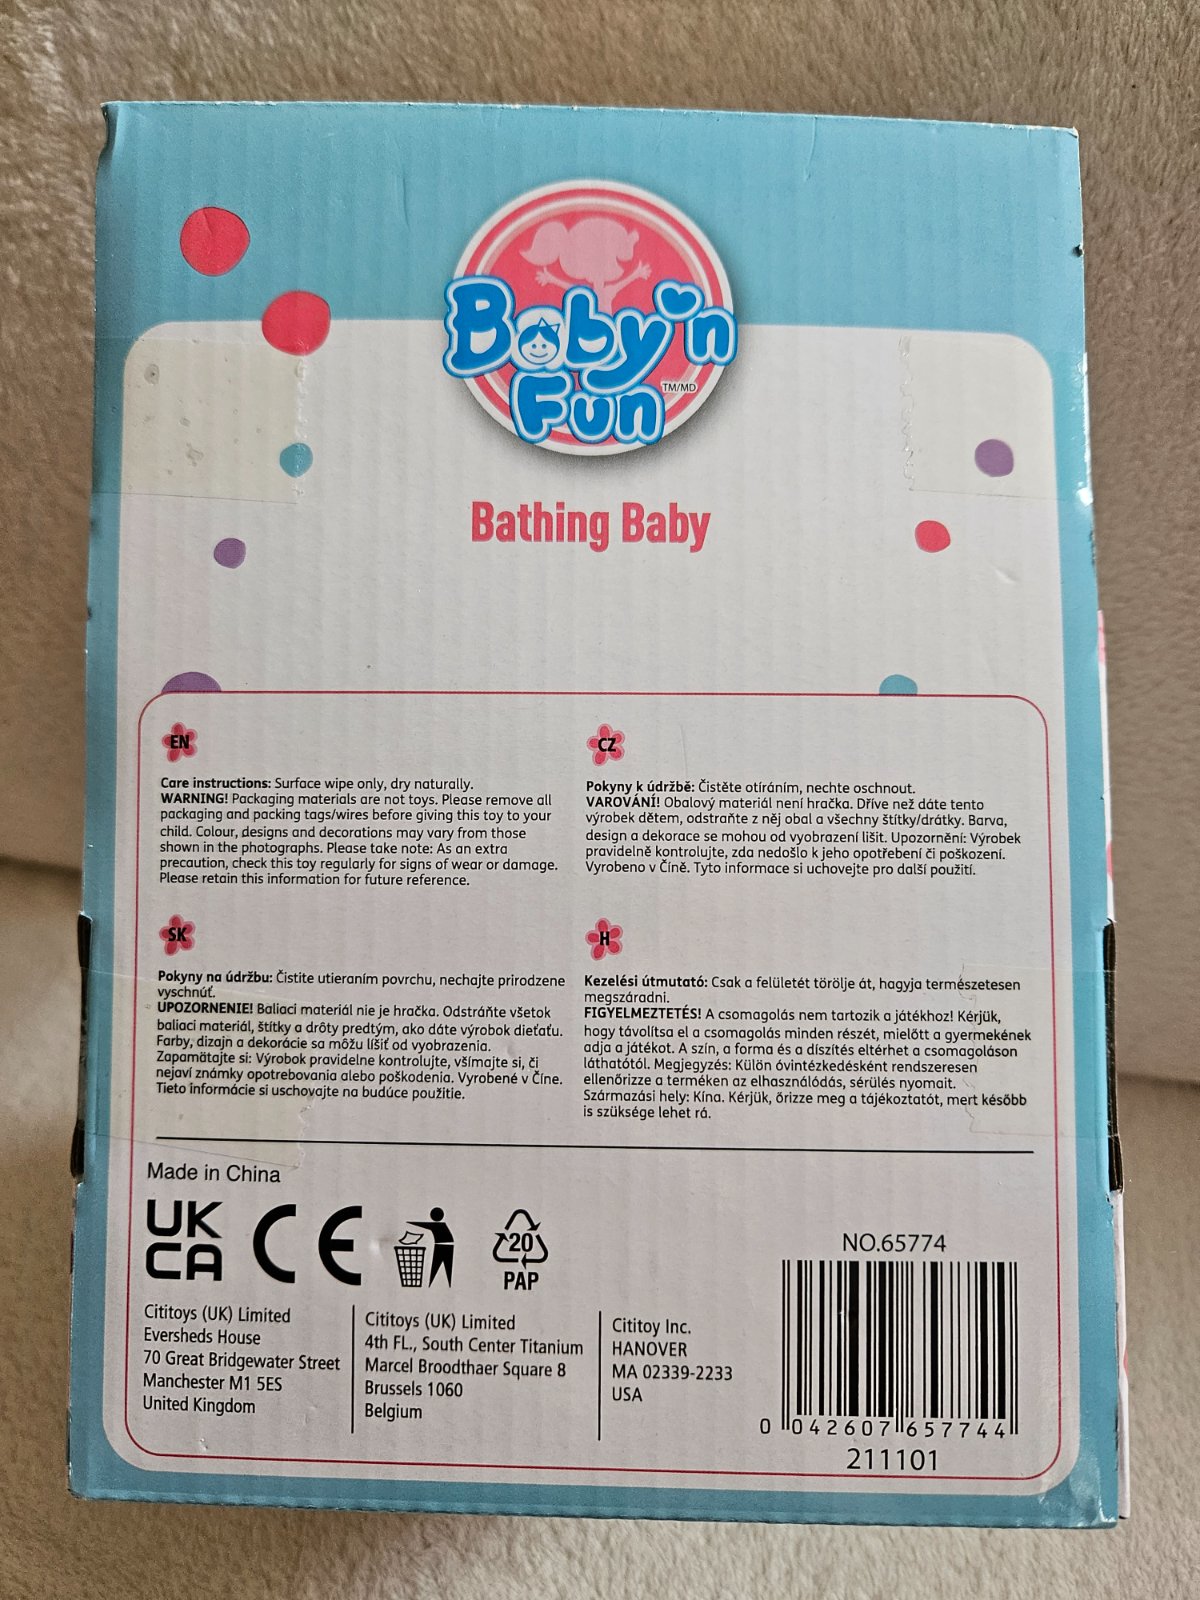 Baby'n
Fun
TM/MD
Bathing Baby
EN
Care instructions: Surface wipe only, dry naturally.
WARNING! Packaging materials are not toys. Please remove all
packaging and packing tags/wires before giving this toy to your
child. Colour, designs and decorations may vary from those
shown in the photographs. Please take note: As an extra
precaution, check this toy regularly for signs of wear or damage.
Please retain this information for future reference.
CZ
Pokyny k údržbě: Čistěte otíráním, nechte oschnout.
VAROVÁNÍ! Obalový materiál není hračka. Dříve než dáte tento
výrobek dětem, odstraňte z něj obal a všechny štítky/drátky. Barva,
design a dekorace se mohou od vyobrazení lišit. Upozornění: Výrobek
pravidelně kontrolujte, zda nedošlo k jeho opotřebení či poškození.
Vyrobeno v Číně. Tyto informace si uchovejte pro další použití.
SK
Pokyny na údržbu: Čistite utieraním povrchu, nechajte prirodzene
vyschnúť.
UPOZORNENIE! Baliaci materiál nie je hračka. Odstráňte všetok
baliaci materiál, štítky a drôty predtým, ako dáte výrobok dieťaťu.
Farby, dizajn a dekorácie sa môžu líšiť od vyobrazenia.
Zapamätajte si: Výrobok pravidelne kontrolujte, všímajte si, či
nejaví známky opotrebovania alebo poškodenia. Vyrobené v Číne.
Tieto informácie si uschovajte na budúce použitie.
H
Kezelési útmutató: Csak a felületét törölje át, hagyja természetesen
megszáradni.
FIGYELMEZTETÉS! A csomagolás nem tartozik a játékhoz! Kérjük,
hogy távolítsa el a csomagolás minden részét, mielőtt a gyermekének
adja a játékot. A szín, a forma és a díszítés eltérhet a csomagoláson
láthatótól. Megjegyzés: Külön óvintézkedésként rendszeresen
ellenőrizze a terméken az elhasználódás, sérülés nyomait.
Származási hely: Kína. Kérjük, őrizze meg a tájékoztatót, mert később
is szüksége lehet rá.
Made in China
UK
CA
CE
20
PAP
Cititoys (UK) Limited
Eversheds House
70 Great Bridgewater Street
Manchester M1 5ES
United Kingdom
Cititoys (UK) Limited
4th FL., South Center Titanium
Marcel Broodthaer Square 8
Brussels 1060
Belgium
Cititoy Inc.
HANOVER
MA 02339-2233
USA
NO.65774
0 042607 657744
211101